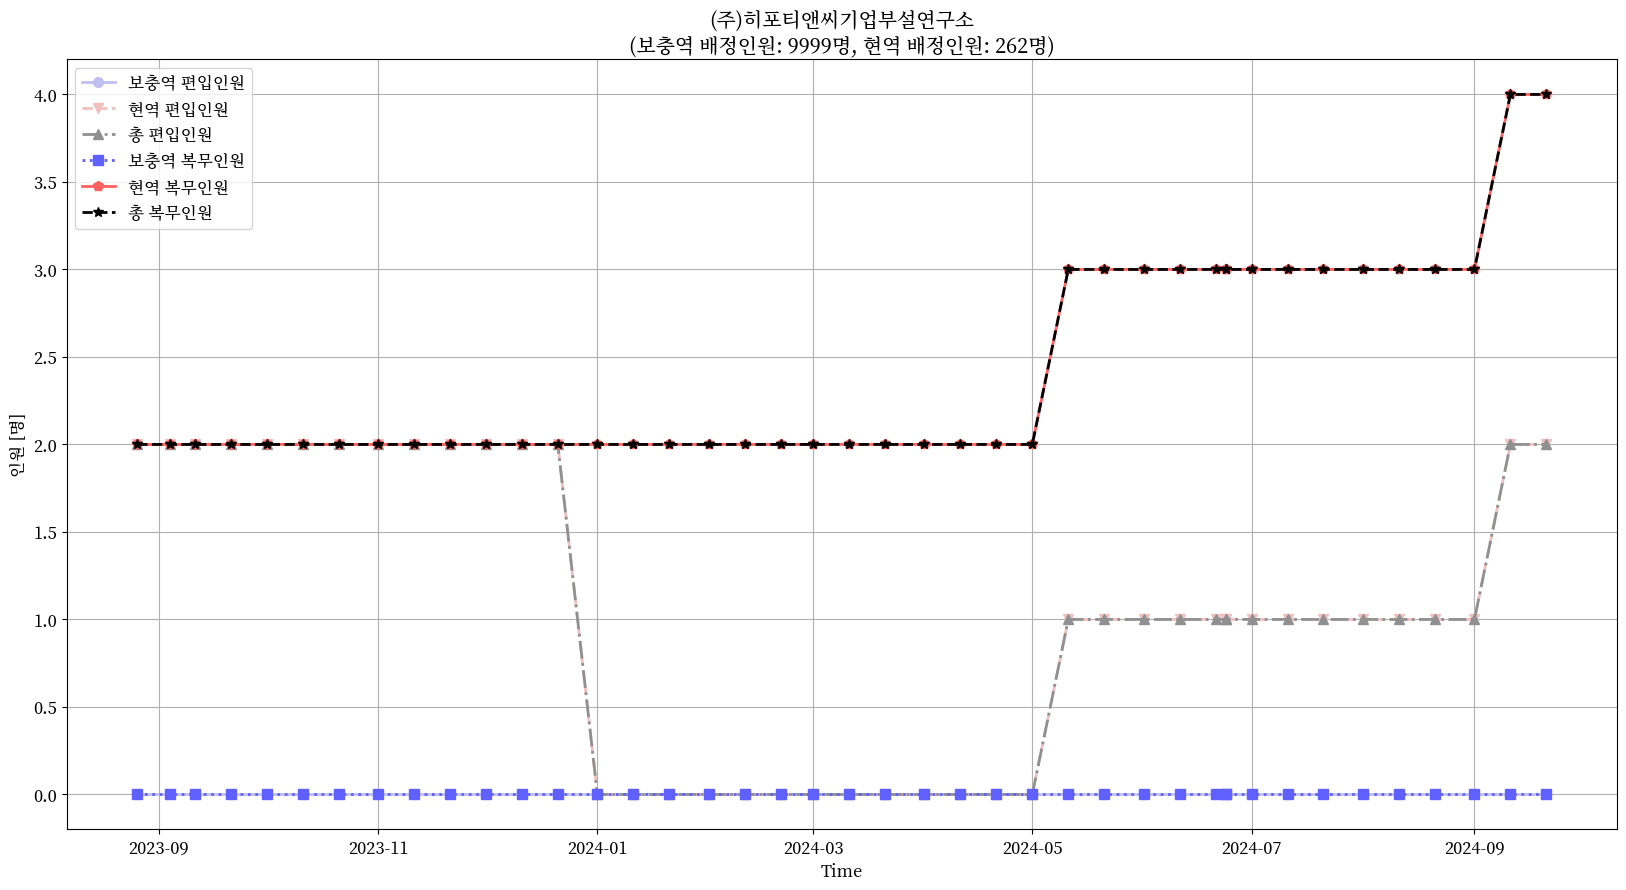 (주)히포티앤씨기업부설연구소
(보충역 배정인원: 9999명, 현역 배정인원: 262명)
보충역 편입인원
현역 편입인원
총 편입인원
보충역 복무인원
현역 복무인원
총 복무인원
인원 [명]
4.0
3.5
3.0
2.5
2.0
1.5
1.0
0.5
0.0
2023-09
2023-11
2024-01
2024-03
2024-05
2024-07
2024-09
Time